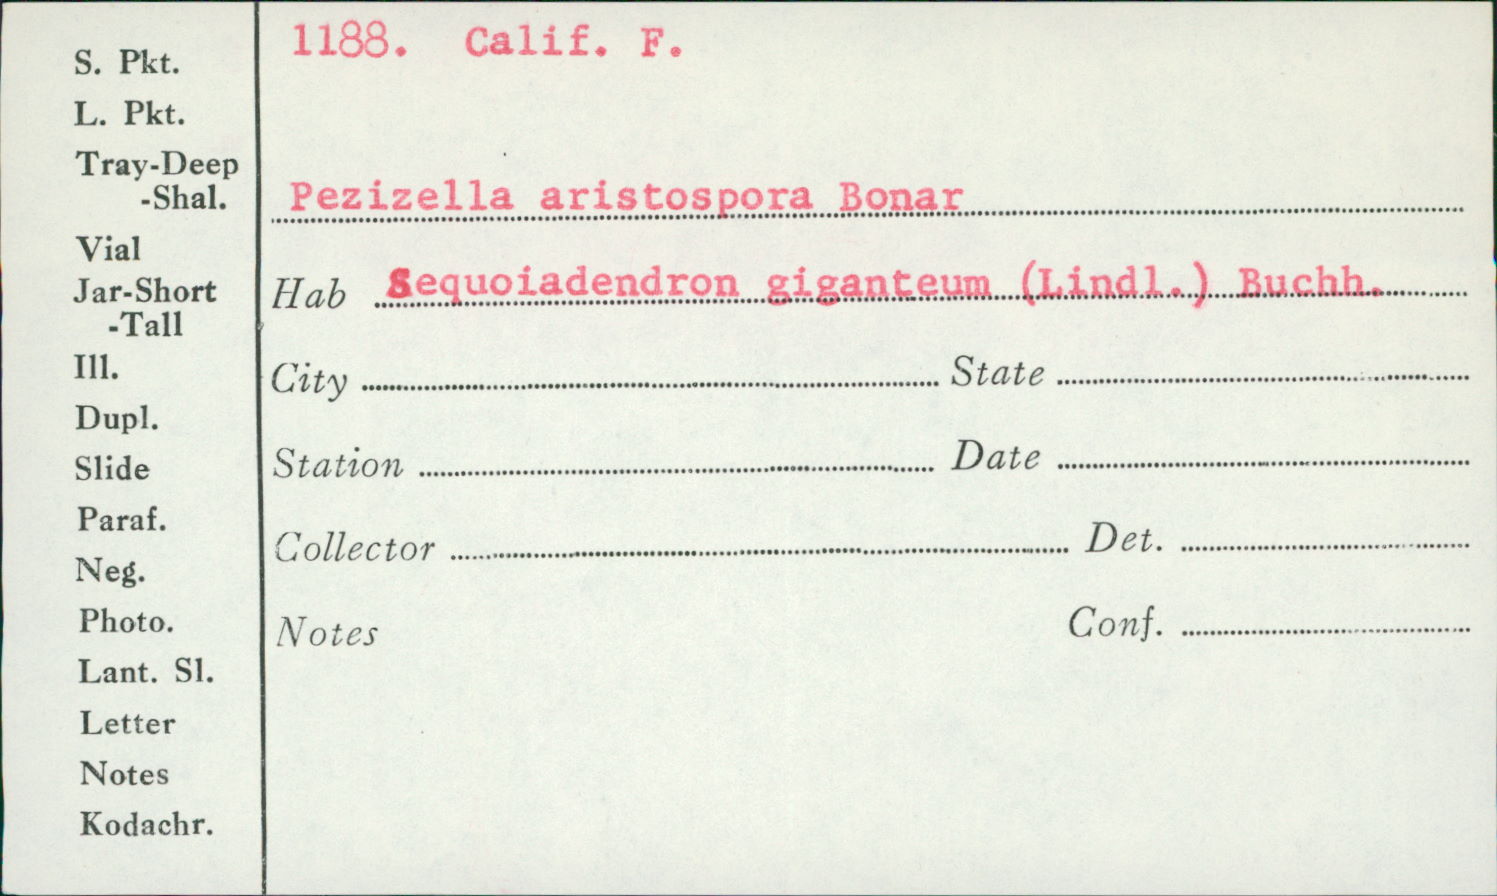 1188. Calif. F.
S. Pkt.
L. Pkt.
Tray-Deep
-Shal.
Vial
Jar-Short
-Tall
Ill.
Dupl.
Slide
Paraf.
Neg.
Photo.
Lant. Sl.
Letter
Notes
Kodachr.
Pezizella aristospora Bonar
Hab Sequoiadendron giganteum (Lindl.) Buchh.
City State
Station Date
Collector Det.
Notes Conf.